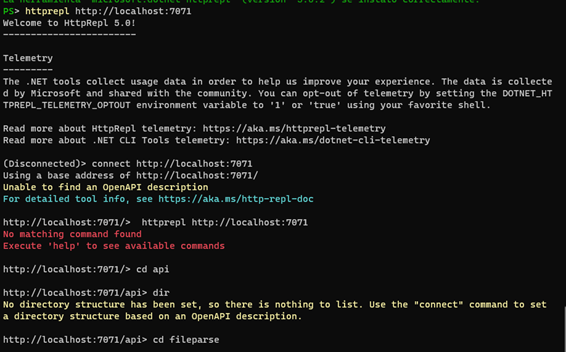 La herramienta "microsoft.dotnet-httprepl" (versión "5.0.2") se instaló correctamente.
PS> httprepl http://localhost:7071
Welcome to HttpRepl 5.0!
------------------------

Telemetry
---------
The .NET tools collect usage data in order to help us improve your experience. The data is collecte
d by Microsoft and shared with the community. You can opt-out of telemetry by setting the DOTNET_HT
TPREPL_TELEMETRY_OPTOUT environment variable to '1' or 'true' using your favorite shell.

Read more about HttpRepl telemetry: https://aka.ms/httprepl-telemetry
Read more about .NET CLI Tools telemetry: https://aka.ms/dotnet-cli-telemetry

(Disconnected)> connect http://localhost:7071
Using a base address of http://localhost:7071/
Unable to find an OpenAPI description
For detailed tool info, see https://aka.ms/http-repl-doc

http://localhost:7071/>  httprepl http://localhost:7071
No matching command found
Execute 'help' to see available commands

http://localhost:7071/> cd api

http://localhost:7071/api> dir
No directory structure has been set, so there is nothing to list. Use the "connect" command to set
a directory structure based on an OpenAPI description.

http://localhost:7071/api> cd fileparse